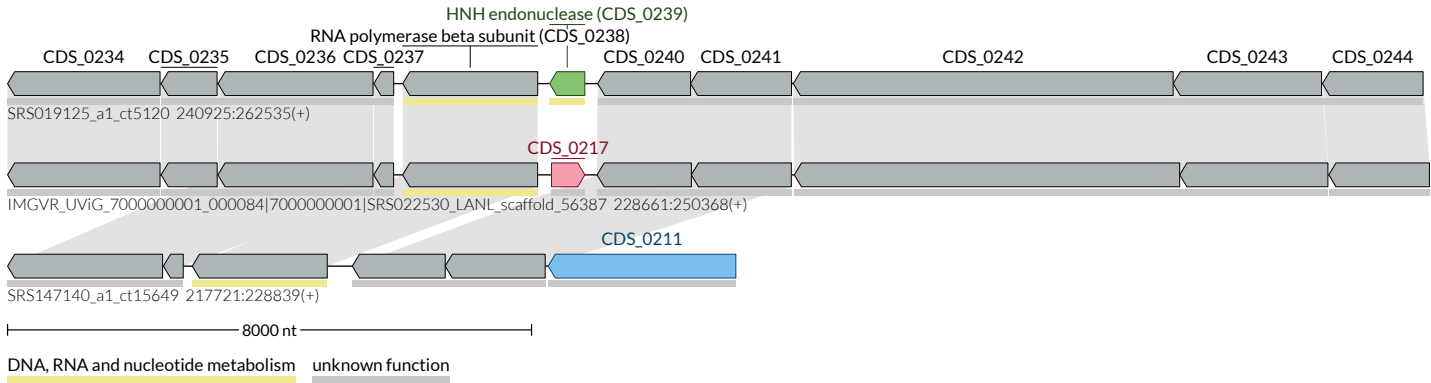 HNH endonuclease (CDS_0239)
RNA polymerase beta subunit (CDS_0238)
CDS_0234 CDS_0235 CDS_0236 CDS_0237 CDS_0240 CDS_0241 CDS_0242 CDS_0243 CDS_0244
SRS019125_a1_ct5120 240925:262535(+)
CDS_0217
IMGVR_UViG_7000000001_000084|7000000001|SRS022530_LANL_scaffold_56387 228661:250368(+)
CDS_0211
SRS147140_a1_ct15649 217721:228839(+)
8000 nt
DNA, RNA and nucleotide metabolism unknown function